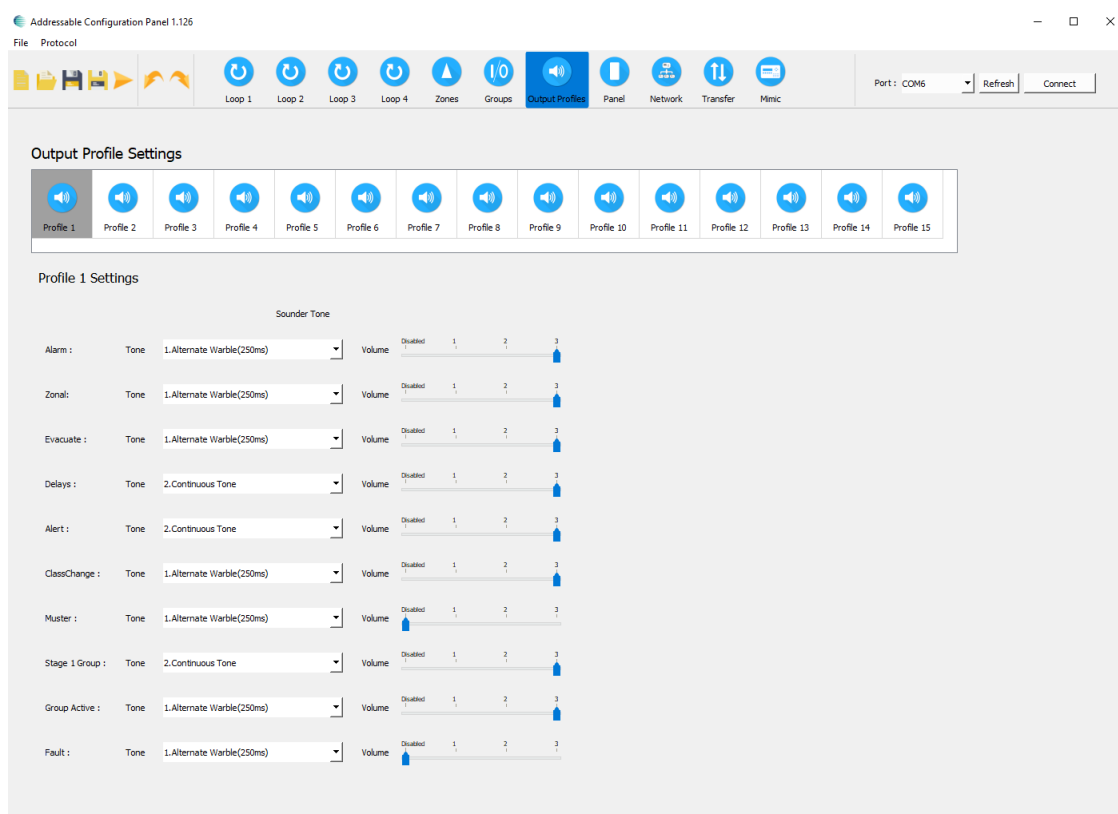 Addressable Configuration Panel 1.126
File Protocol
Loop 1 Loop 2 Loop 3 Loop 4 Zones I/O Groups Output Profiles Panel Network Transfer Mimic Port : COM6 Refresh Connect
Output Profile Settings
Profile 1 Profile 2 Profile 3 Profile 4 Profile 5 Profile 6 Profile 7 Profile 8 Profile 9 Profile 10 Profile 11 Profile 12 Profile 13 Profile 14 Profile 15
Profile 1 Settings
Sounder Tone
Alarm : Tone 1.Alternate Warble(250ms) Volume Disabled 1 2 3
Zonal: Tone 1.Alternate Warble(250ms) Volume Disabled 1 2 3
Evacuate : Tone 1.Alternate Warble(250ms) Volume Disabled 1 2 3
Delays : Tone 2.Continuous Tone Volume Disabled 1 2 3
Alert : Tone 2.Continuous Tone Volume Disabled 1 2 3
ClassChange : Tone 1.Alternate Warble(250ms) Volume Disabled 1 2 3
Muster : Tone 1.Alternate Warble(250ms) Volume Disabled 1 2 3
Stage 1 Group : Tone 2.Continuous Tone Volume Disabled 1 2 3
Group Active : Tone 1.Alternate Warble(250ms) Volume Disabled 1 2 3
Fault : Tone 1.Alternate Warble(250ms) Volume Disabled 1 2 3